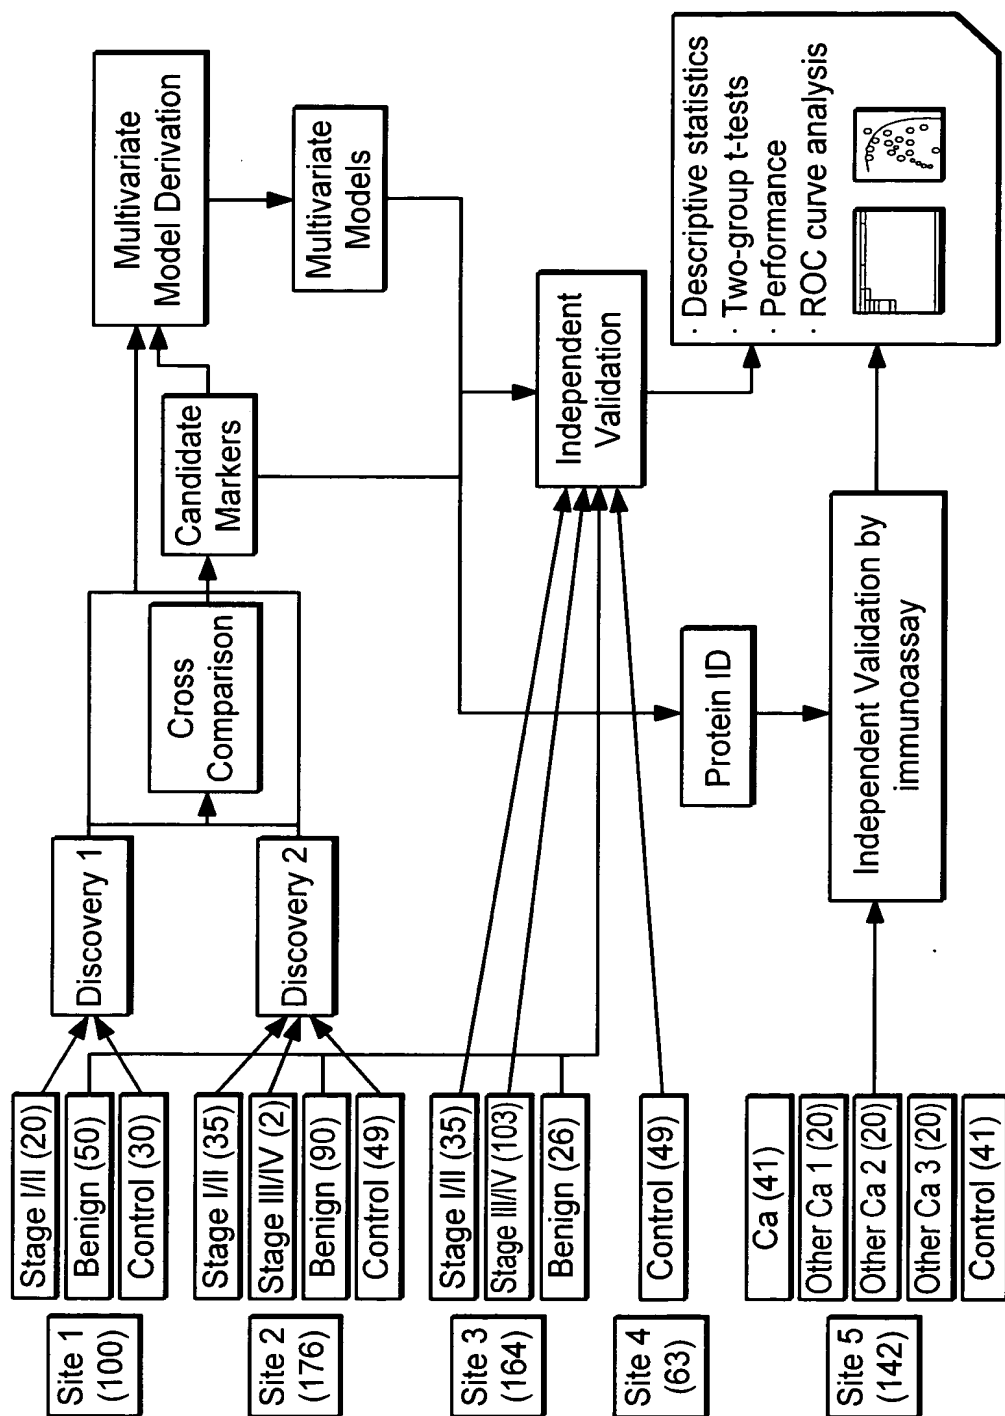 Site 1
(100)
Stage I/II (20)
Benign (50)
Control (30)
Discovery 1
Site 2
(176)
Stage I/II (35)
Stage III/IV (2)
Benign (90)
Control (49)
Discovery 2
Cross
Comparison
Candidate
Markers
Multivariate
Model Derivation
Multivariate
Models
Site 3
(164)
Stage I/II (35)
Stage III/IV (103)
Benign (26)
Site 4
(63)
Control (49)
Independent
Validation
Protein ID
Site 5
(142)
Ca (41)
Other Ca 1 (20)
Other Ca 2 (20)
Other Ca 3 (20)
Control (41)
Independent Validation by
immunoassay
· Descriptive statistics
· Two-group t-tests
Performance
· ROC curve analysis